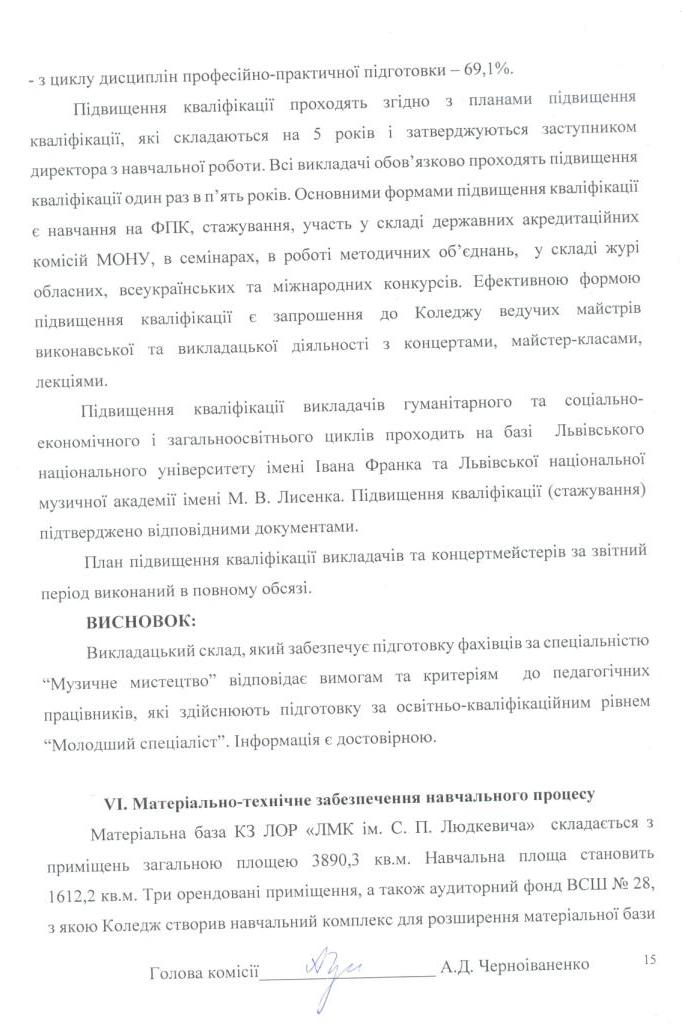 - з циклу дисциплін професійно-практичної підготовки – 69,1%.
Підвищення кваліфікації проходять згідно з планами підвищення
кваліфікації, які складаються на 5 років і затверджуються заступником
директора з навчальної роботи. Всі викладачі обов’язково проходять підвищення
кваліфікації один раз в п’ять років. Основними формами підвищення кваліфікації
є навчання на ФПК, стажування, участь у складі державних акредитаційних
комісій МОНУ, в семінарах, в роботі методичних об’єднань, у складі журі
обласних, всеукраїнських та міжнародних конкурсів. Ефективною формою
підвищення кваліфікації є запрошення до Коледжу ведучих майстрів
виконавської та викладацької діяльності з концертами, майстер-класами,
лекціями.
Підвищення кваліфікації викладачів гуманітарного та соціально-
економічного і загальноосвітнього циклів проходить на базі Львівського
національного університету імені Івана Франка та Львівської національної
музичної академії імені М. В. Лисенка. Підвищення кваліфікації (стажування)
підтверджено відповідними документами.
План підвищення кваліфікації викладачів та концертмейстерів за звітний
період виконаний в повному обсязі.
ВИСНОВОК:
Викладацький склад, який забезпечує підготовку фахівців за спеціальністю
“Музичне мистецтво” відповідає вимогам та критеріям до педагогічних
працівників, які здійснюють підготовку за освітньо-кваліфікаційним рівнем
“Молодший спеціаліст”. Інформація є достовірною.
VI. Матеріально-технічне забезпечення навчального процесу
Матеріальна база КЗ ЛОР «ЛМК ім. С. П. Людкевича» складається з
приміщень загальною площею 3890,3 кв.м. Навчальна площа становить
1612,2 кв.м. Три орендовані приміщення, а також аудиторний фонд ВСШ № 28,
з якою Коледж створив навчальний комплекс для розширення матеріальної бази
Голова комісії____________________ А.Д. Черноіваненко 15